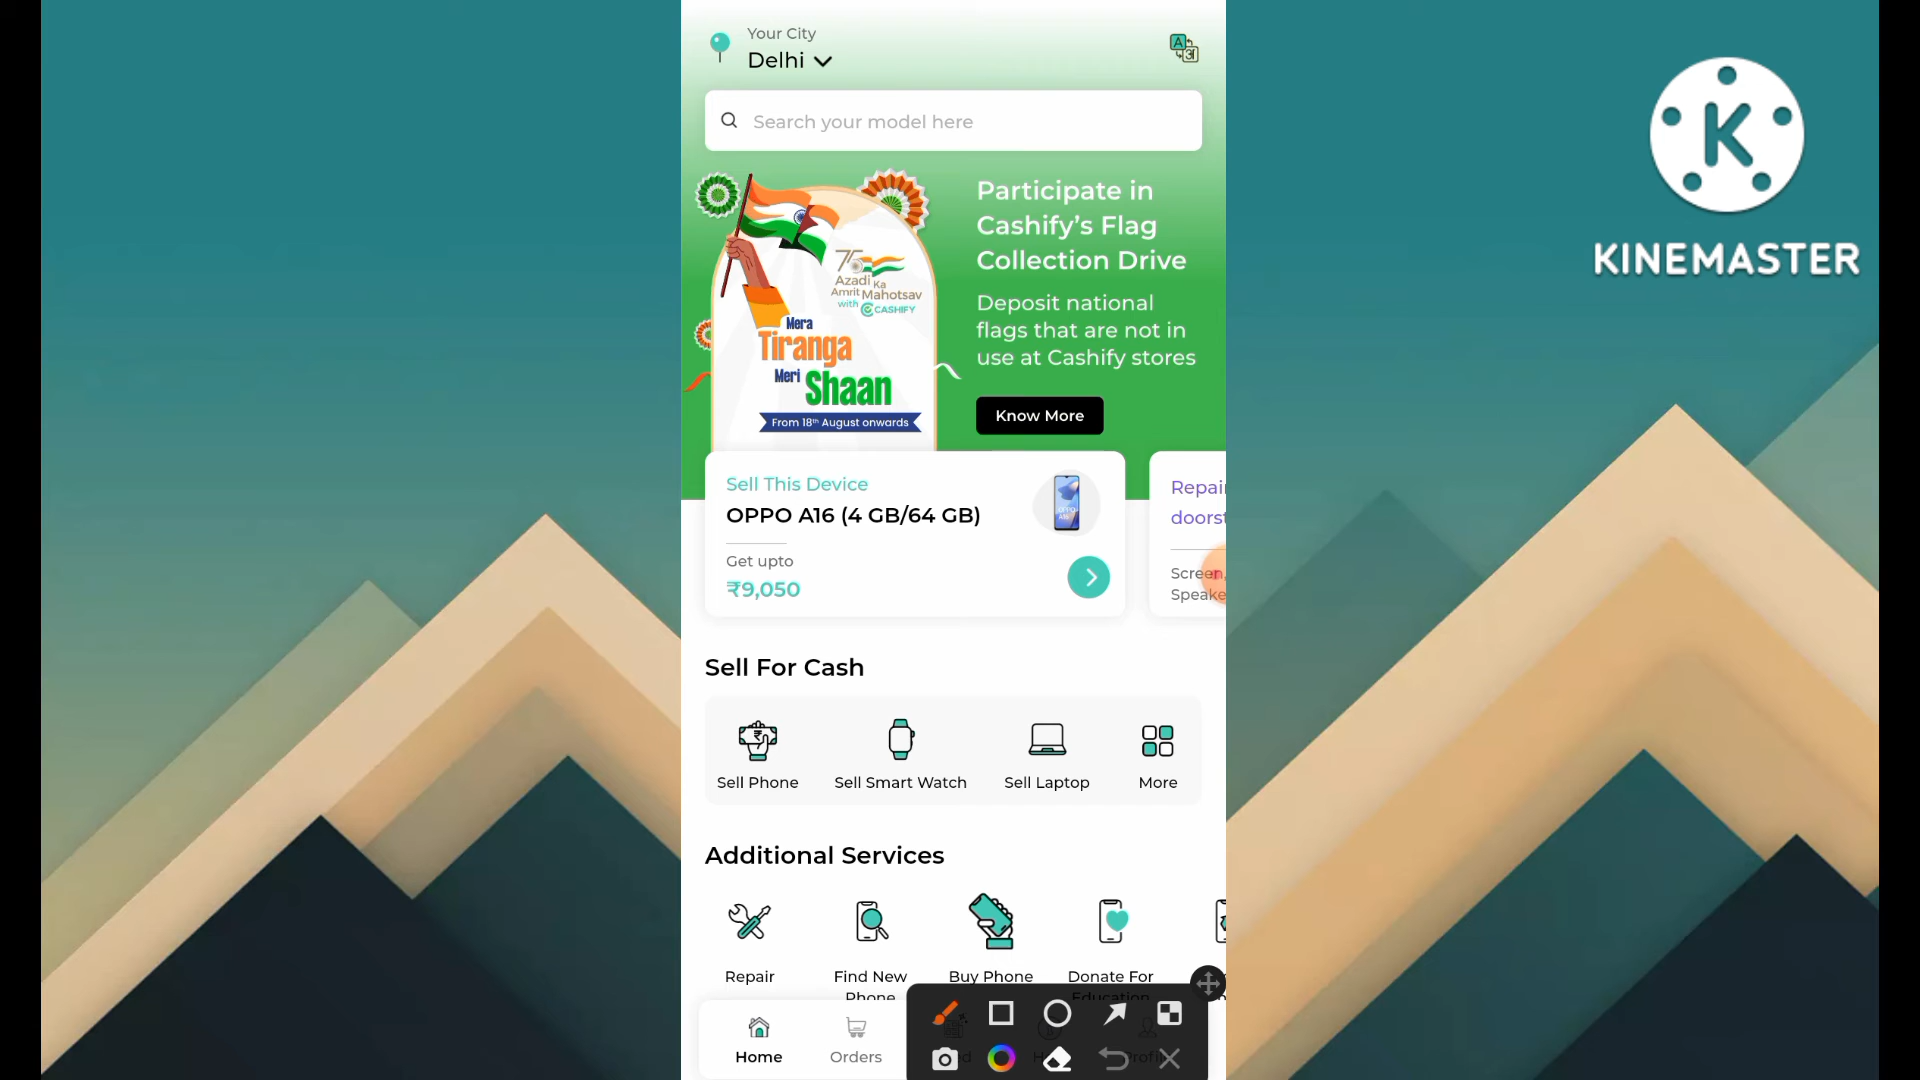 Your City
Delhi
Search your model here
Participate in
Cashify's Flag
Collection Drive
Deposit national
flags that are not in
use at Cashify stores
Know More
75
Azadi Ka
Amrit Mahotsav
with CASHIFY
Mera
Tiranga
Meri Shaan
From 18th August onwards
Sell This Device
OPPO A16 (4 GB/64 GB)
Get upto
₹9,050
Repair
doorst
Screen,
Speake
Sell For Cash
Sell Phone
Sell Smart Watch
Sell Laptop
More
Additional Services
Repair
Find New
Phone
Buy Phone
Donate For
Education
Home
Orders
KINEMASTER